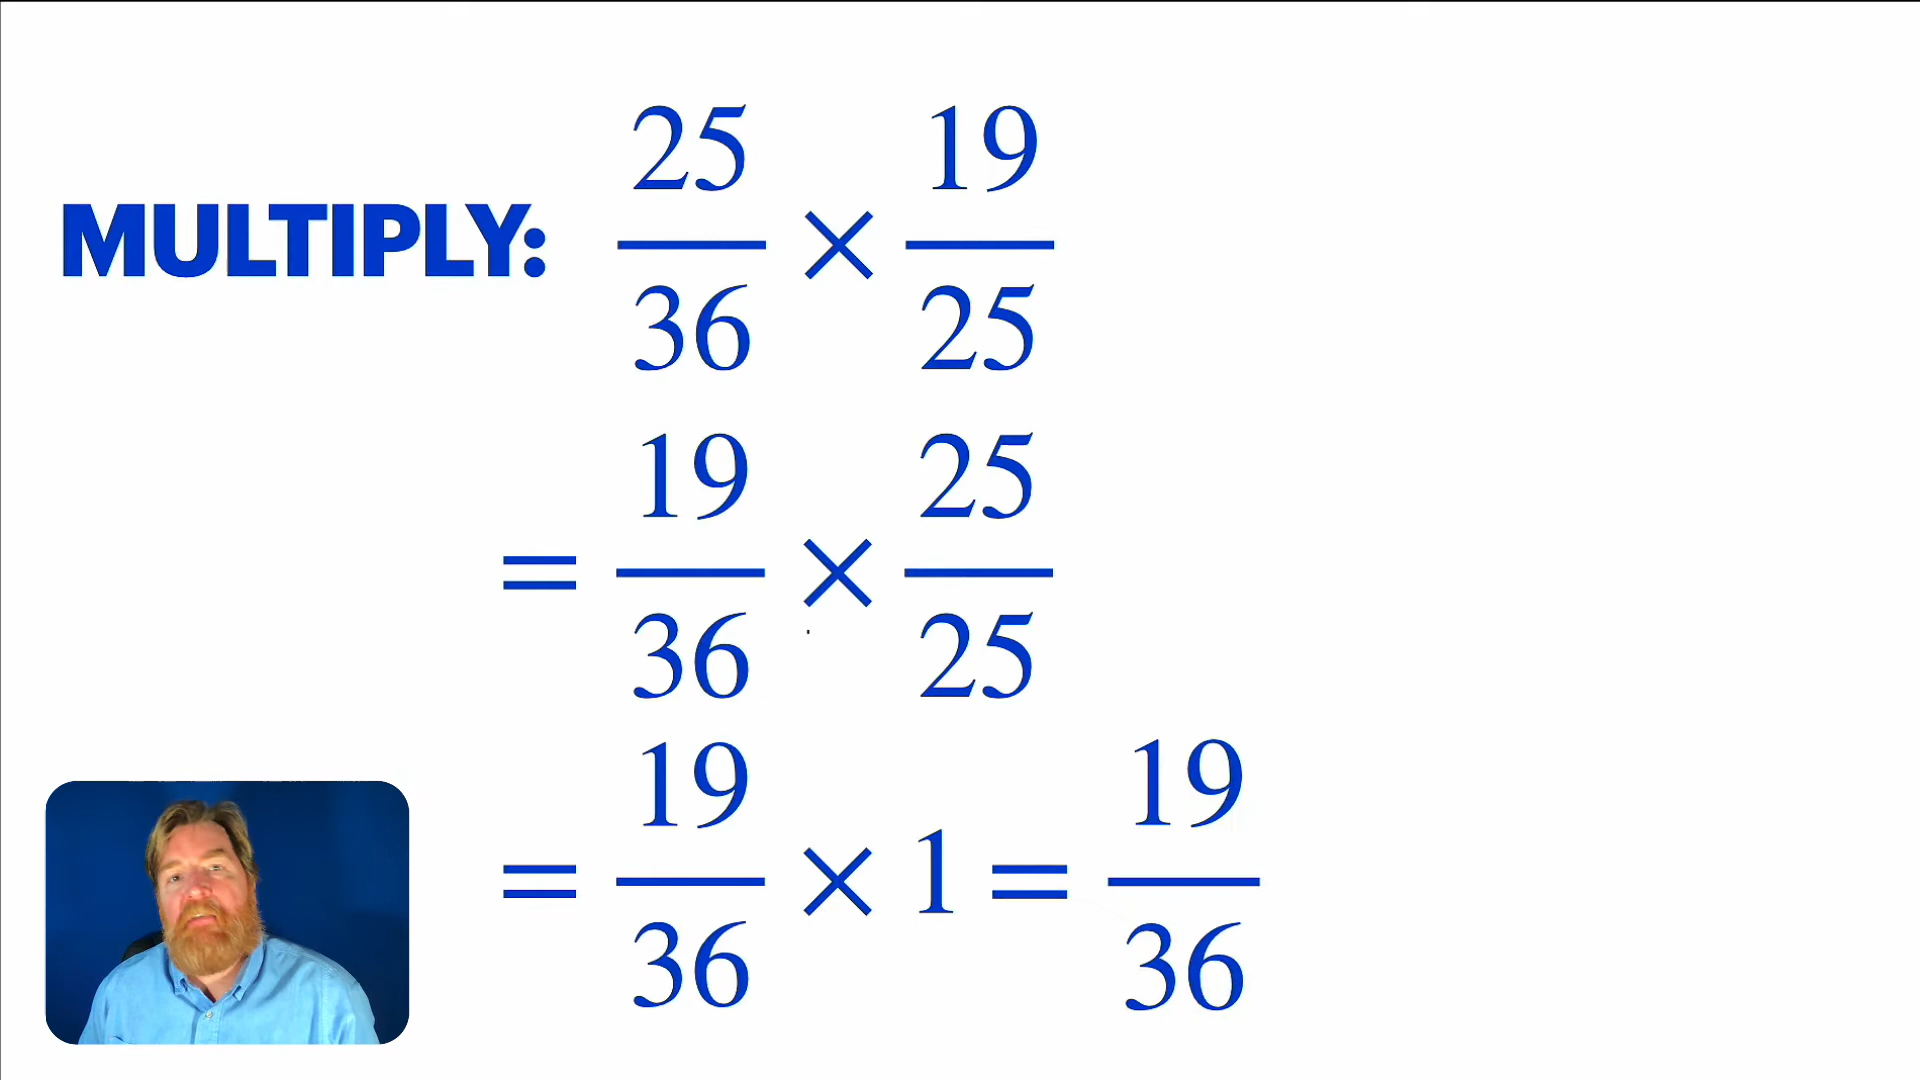 MULTIPLY: 25/36 × 19/25
= 19/36 × 25/25
= 19/36 × 1 = 19/36